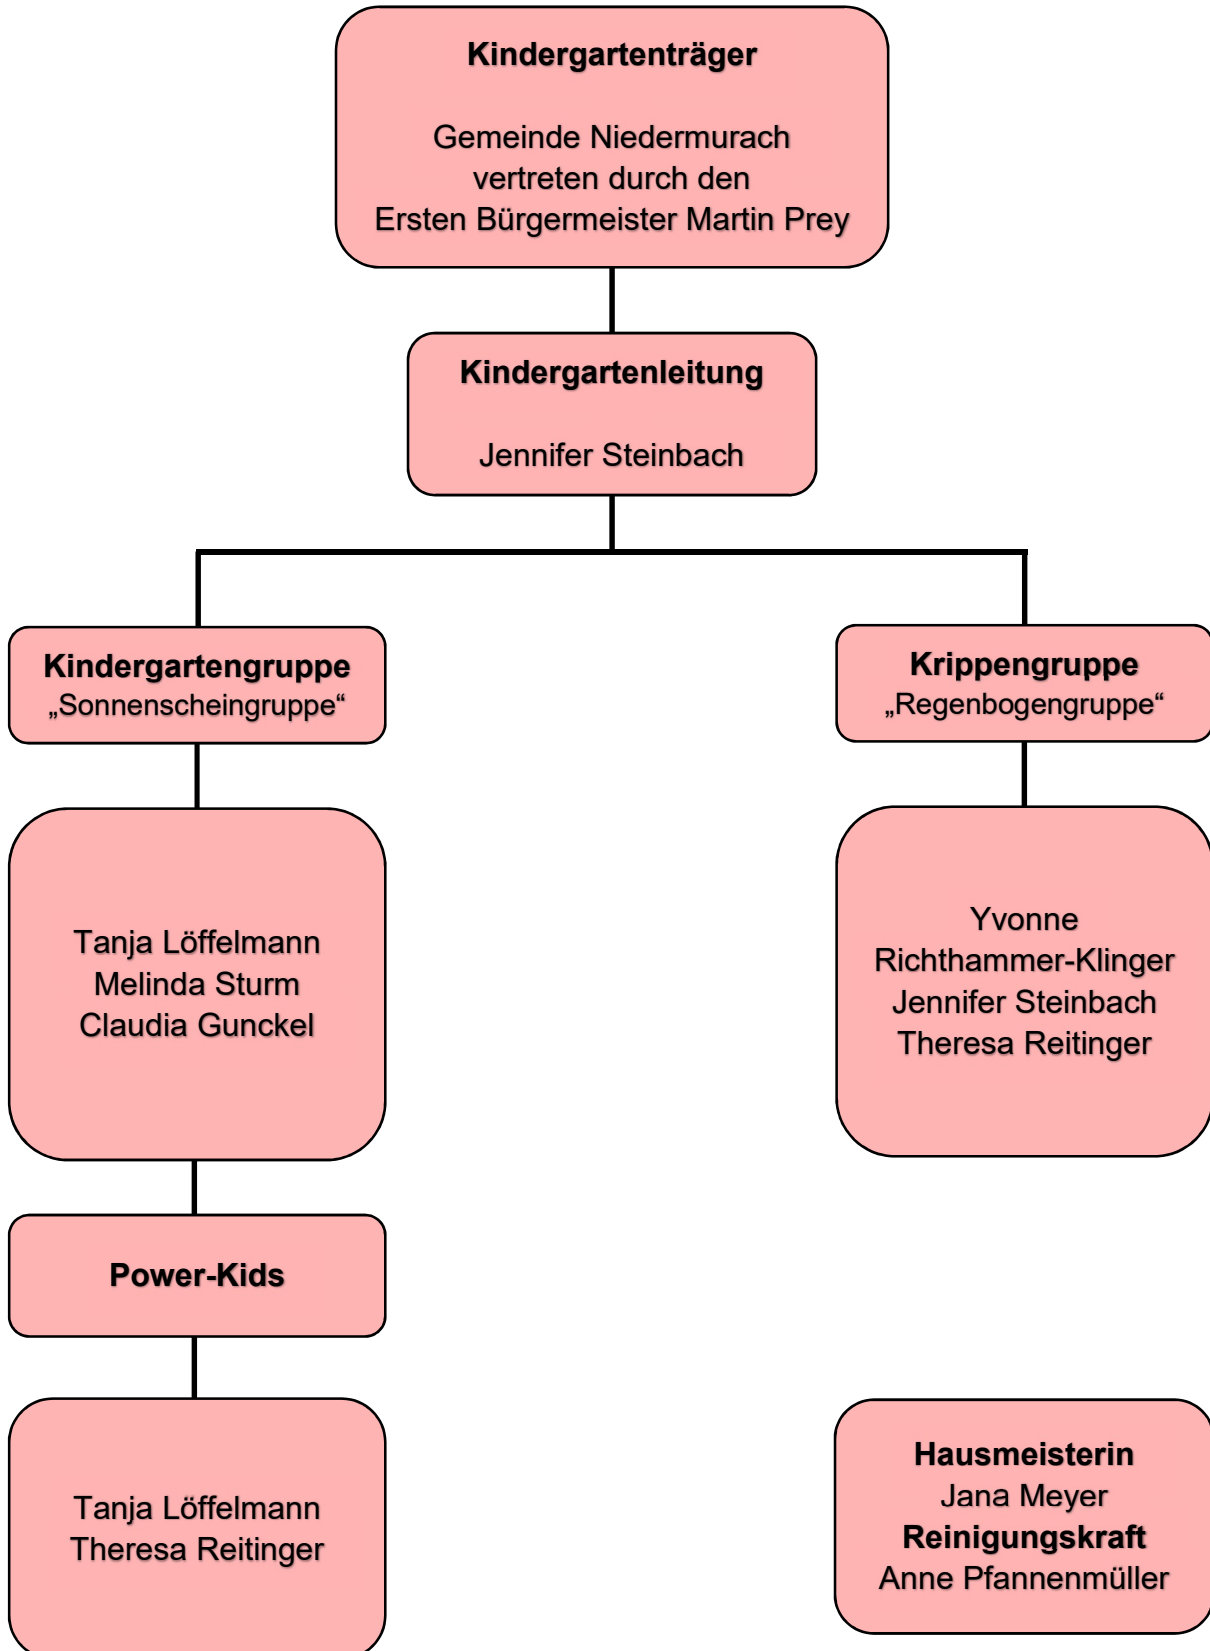 Kindergartenträger
Gemeinde Niedermurach
vertreten durch den
Ersten Bürgermeister Martin Prey
Kindergartenleitung
Jennifer Steinbach
Kindergartengruppe
„Sonnenscheingruppe“
Krippengruppe
„Regenbogengruppe“
Tanja Löffelmann
Melinda Sturm
Claudia Gunckel
Yvonne
Richthammer-Klinger
Jennifer Steinbach
Theresa Reitinger
Power-Kids
Tanja Löffelmann
Theresa Reitinger
Hausmeisterin
Jana Meyer
Reinigungskraft
Anne Pfannenmüller